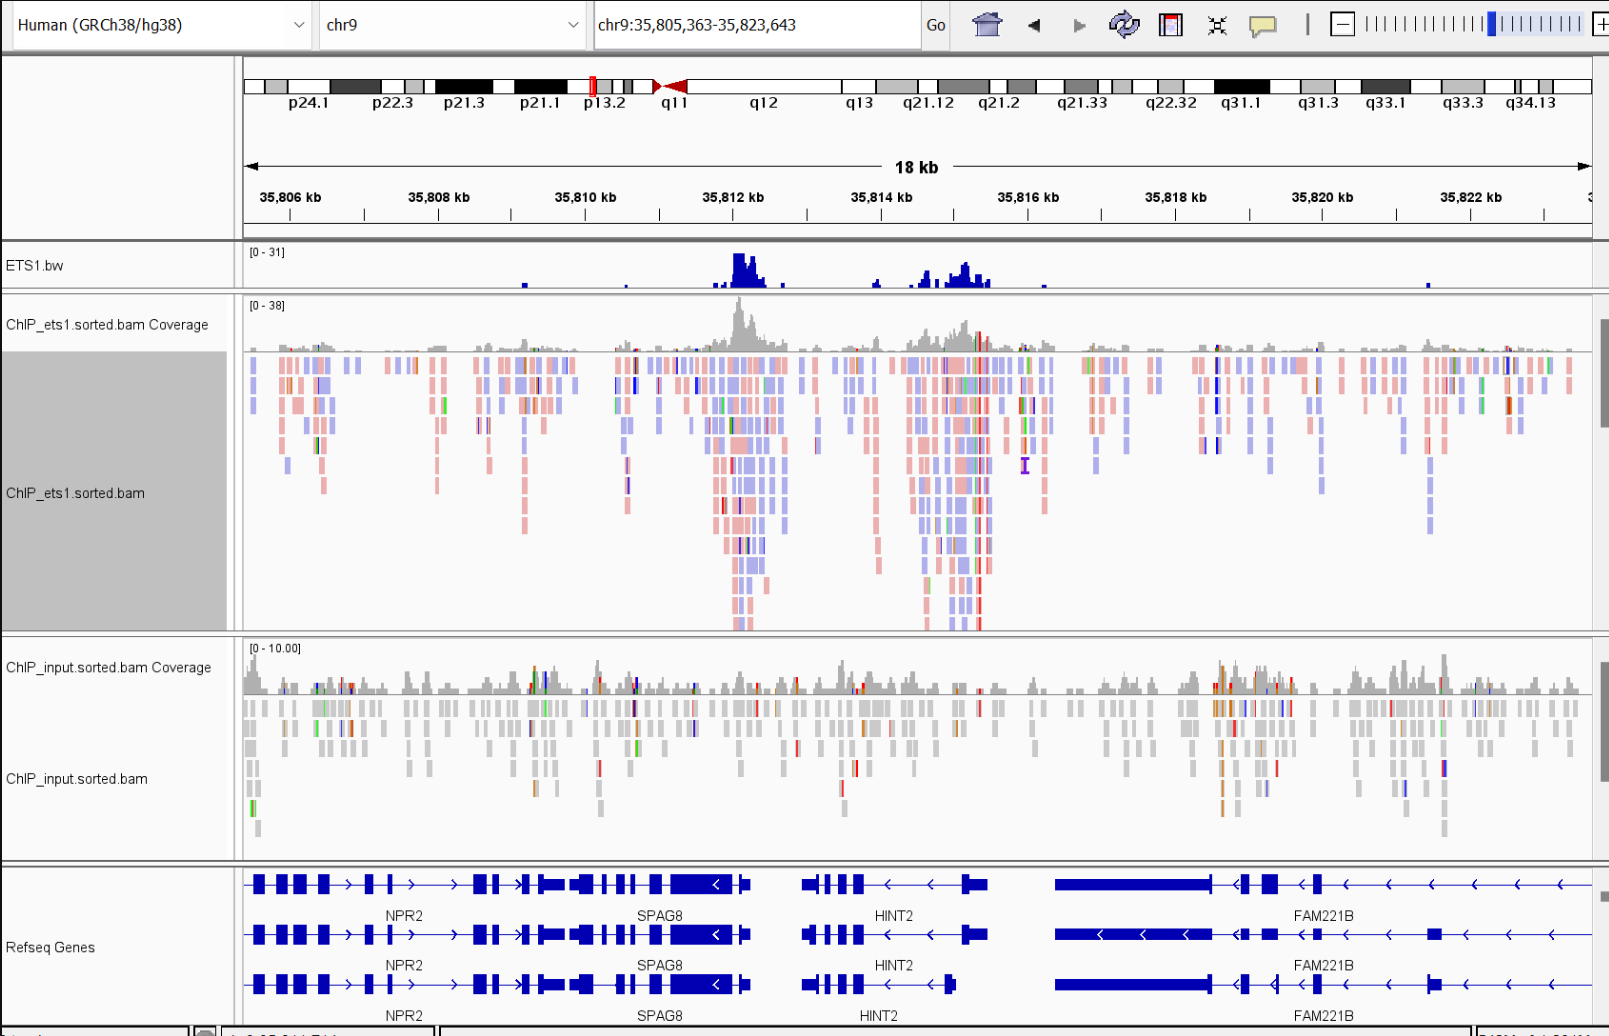 Human (GRCh38/hg38) chr9 chr9:35,805,363-35,823,643 Go
p24.1 p22.3 p21.3 p21.1 p13.2 q11 q12 q13 q21.12 q21.2 q21.33 q22.32 q31.1 q31.3 q33.1 q33.3 q34.13
18 kb
35,806 kb 35,808 kb 35,810 kb 35,812 kb 35,814 kb 35,816 kb 35,818 kb 35,820 kb 35,822 kb
[0 - 31]
ETS1.bw
[0 - 38]
ChIP_ets1.sorted.bam Coverage
ChIP_ets1.sorted.bam
[0 - 10.00]
ChIP_input.sorted.bam Coverage
ChIP_input.sorted.bam
NPR2 SPAG8 HINT2 FAM221B
Refseq Genes
NPR2 SPAG8 HINT2 FAM221B
NPR2 SPAG8 HINT2 FAM221B